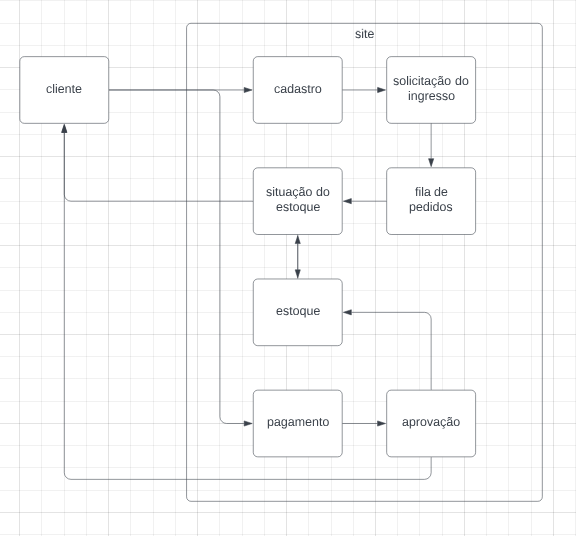 site
cliente
cadastro
solicitação do
ingresso
situação do
estoque
fila de
pedidos
estoque
pagamento
aprovação